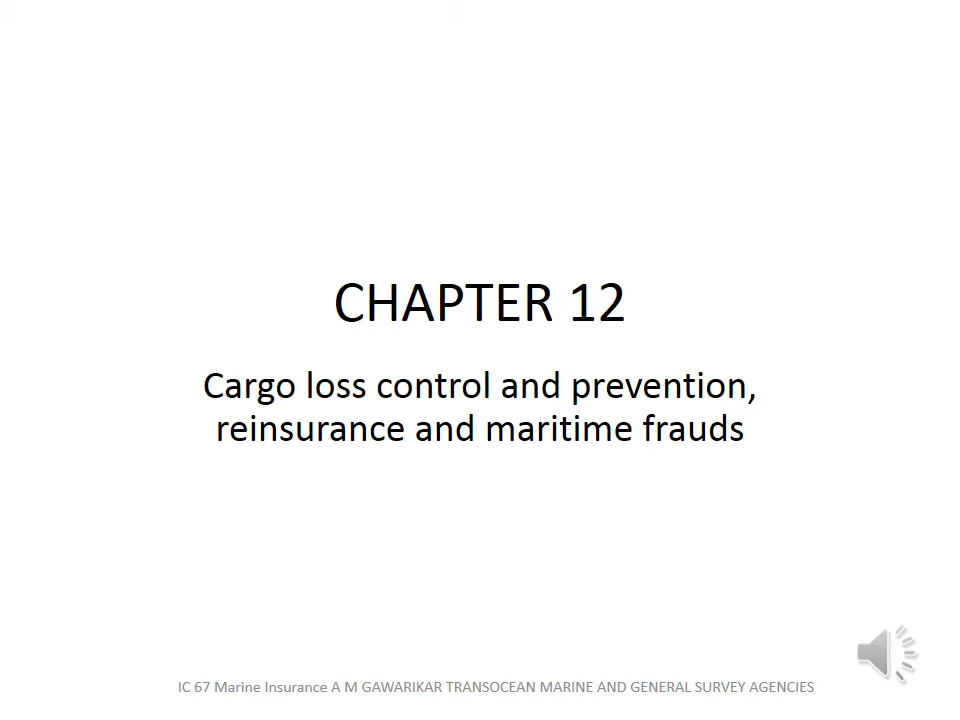 CHAPTER 12
Cargo loss control and prevention,
reinsurance and maritime frauds
IC 67 Marine Insurance A M GAWARIKAR TRANSOCEAN MARINE AND GENERAL SURVEY AGENCIES